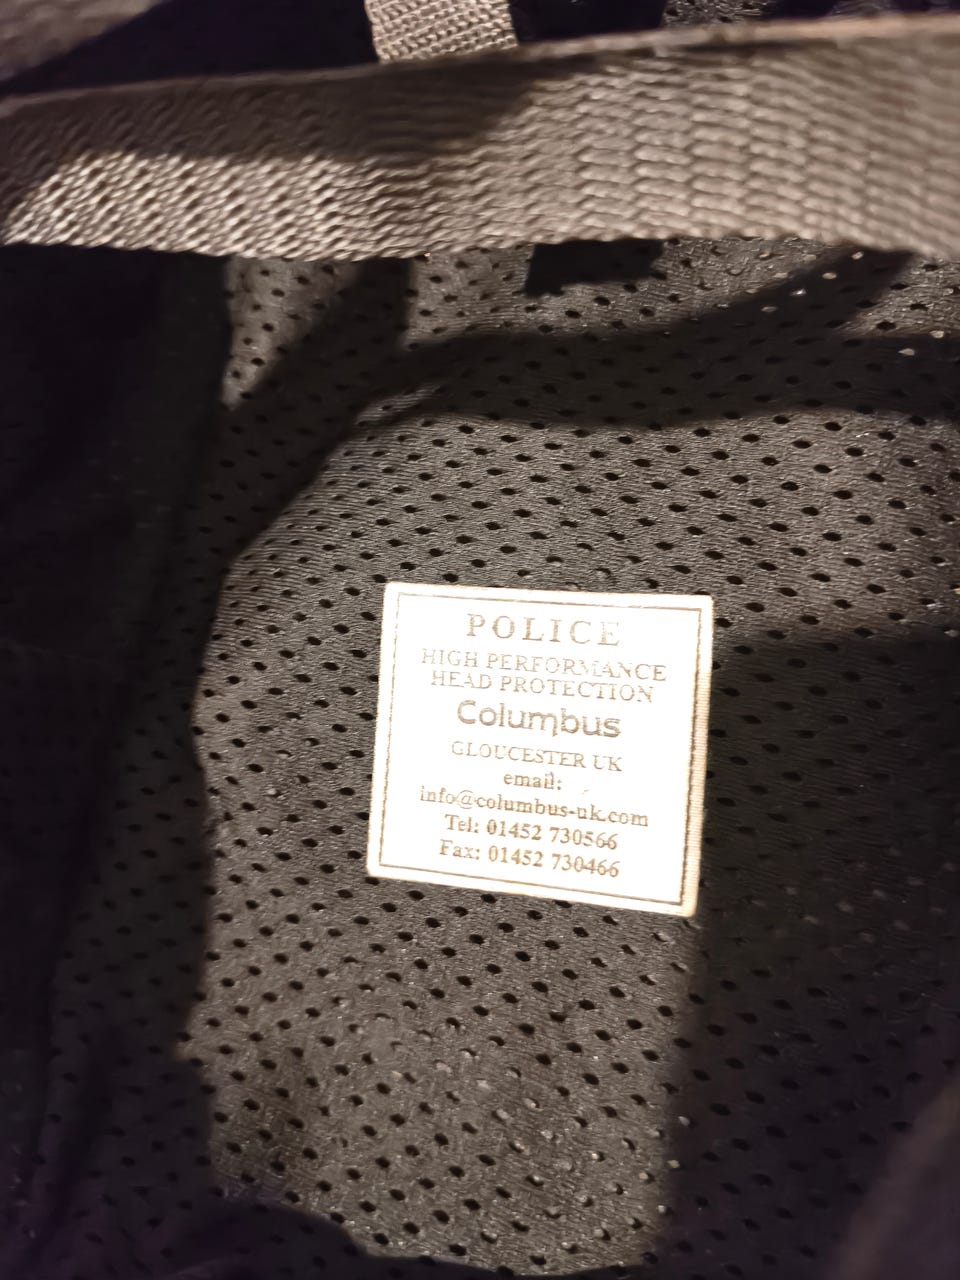 POLICE
HIGH PERFORMANCE
HEAD PROTECTION
Columbus
GLOUCESTER UK
email:
info@columbus-uk.com
Tel: 01452 730566
Fax: 01452 730466